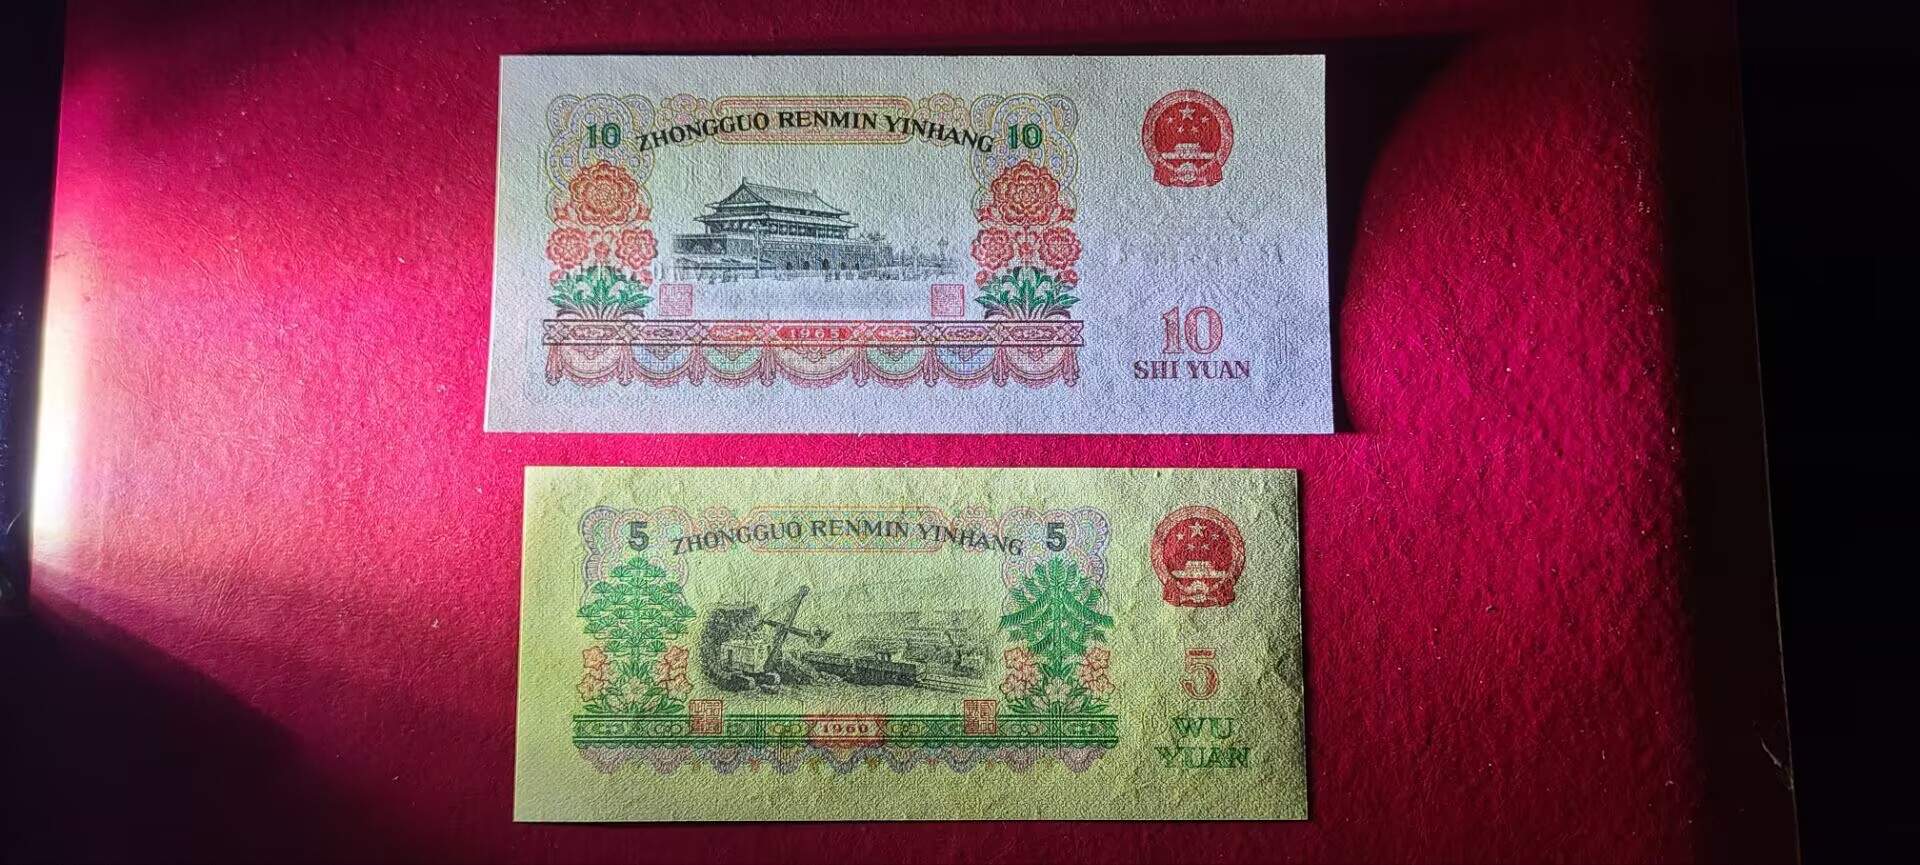 10 ZHONGGUO RENMIN YINHANG 10
10
SHI YUAN
5 ZHONGGUO RENMIN YINHANG 5
5
WU
YUAN
1960